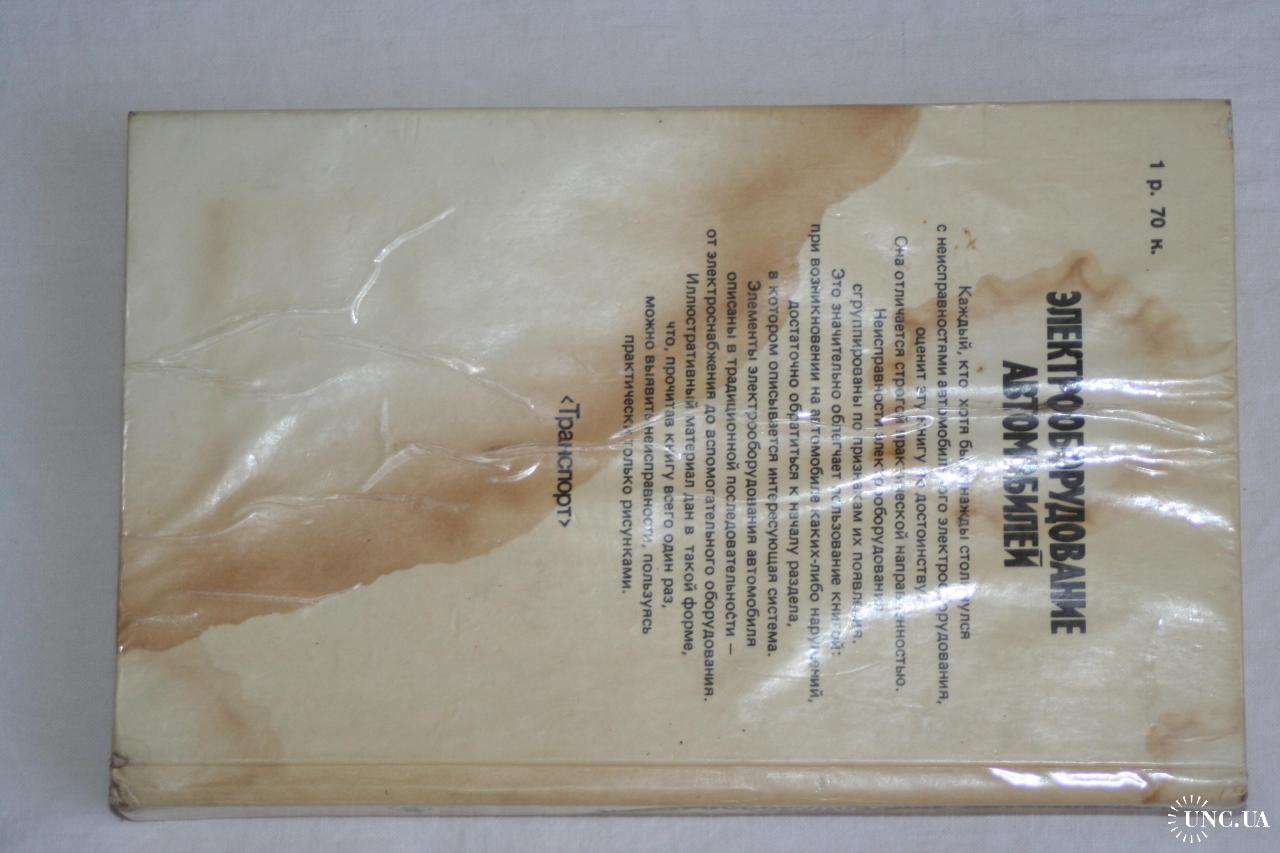 1 р. 70 к.
ЭЛЕКТРООБОРУДОВАНИЕ
АВТОМОБИЛЕЙ
Каждый, кто хотя бы однажды столкнулся
с неисправностями автомобильного электрооборудования,
оценит эту книгу по достоинству.
Она отличается строгой практической направленностью.
Неисправности электрооборудования
сгруппированы по признакам их появления.
Это значительно облегчает пользование книгой:
при возникновении на автомобиле каких-либо нарушений,
достаточно обратиться к началу раздела,
в котором описывается интересующая система.
Элементы электрооборудования автомобиля
описаны в традиционной последовательности –
от электроснабжения до вспомогательного оборудования.
Иллюстративный материал дан в такой форме,
что, прочитав книгу всего один раз,
можно выявить неисправности, пользуясь
практически только рисунками.
<Транспорт>
UNC.UA